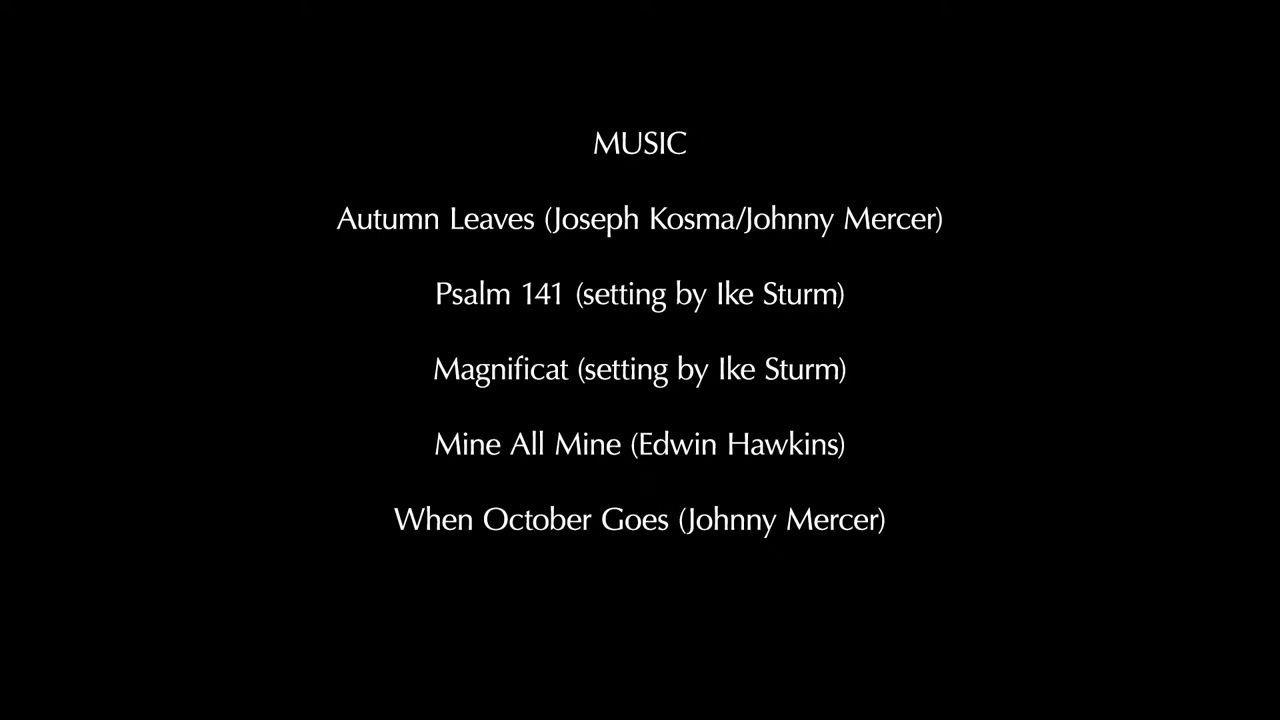 MUSIC
Autumn Leaves (Joseph Kosma/Johnny Mercer)
Psalm 141 (setting by Ike Sturm)
Magnificat (setting by Ike Sturm)
Mine All Mine (Edwin Hawkins)
When October Goes (Johnny Mercer)